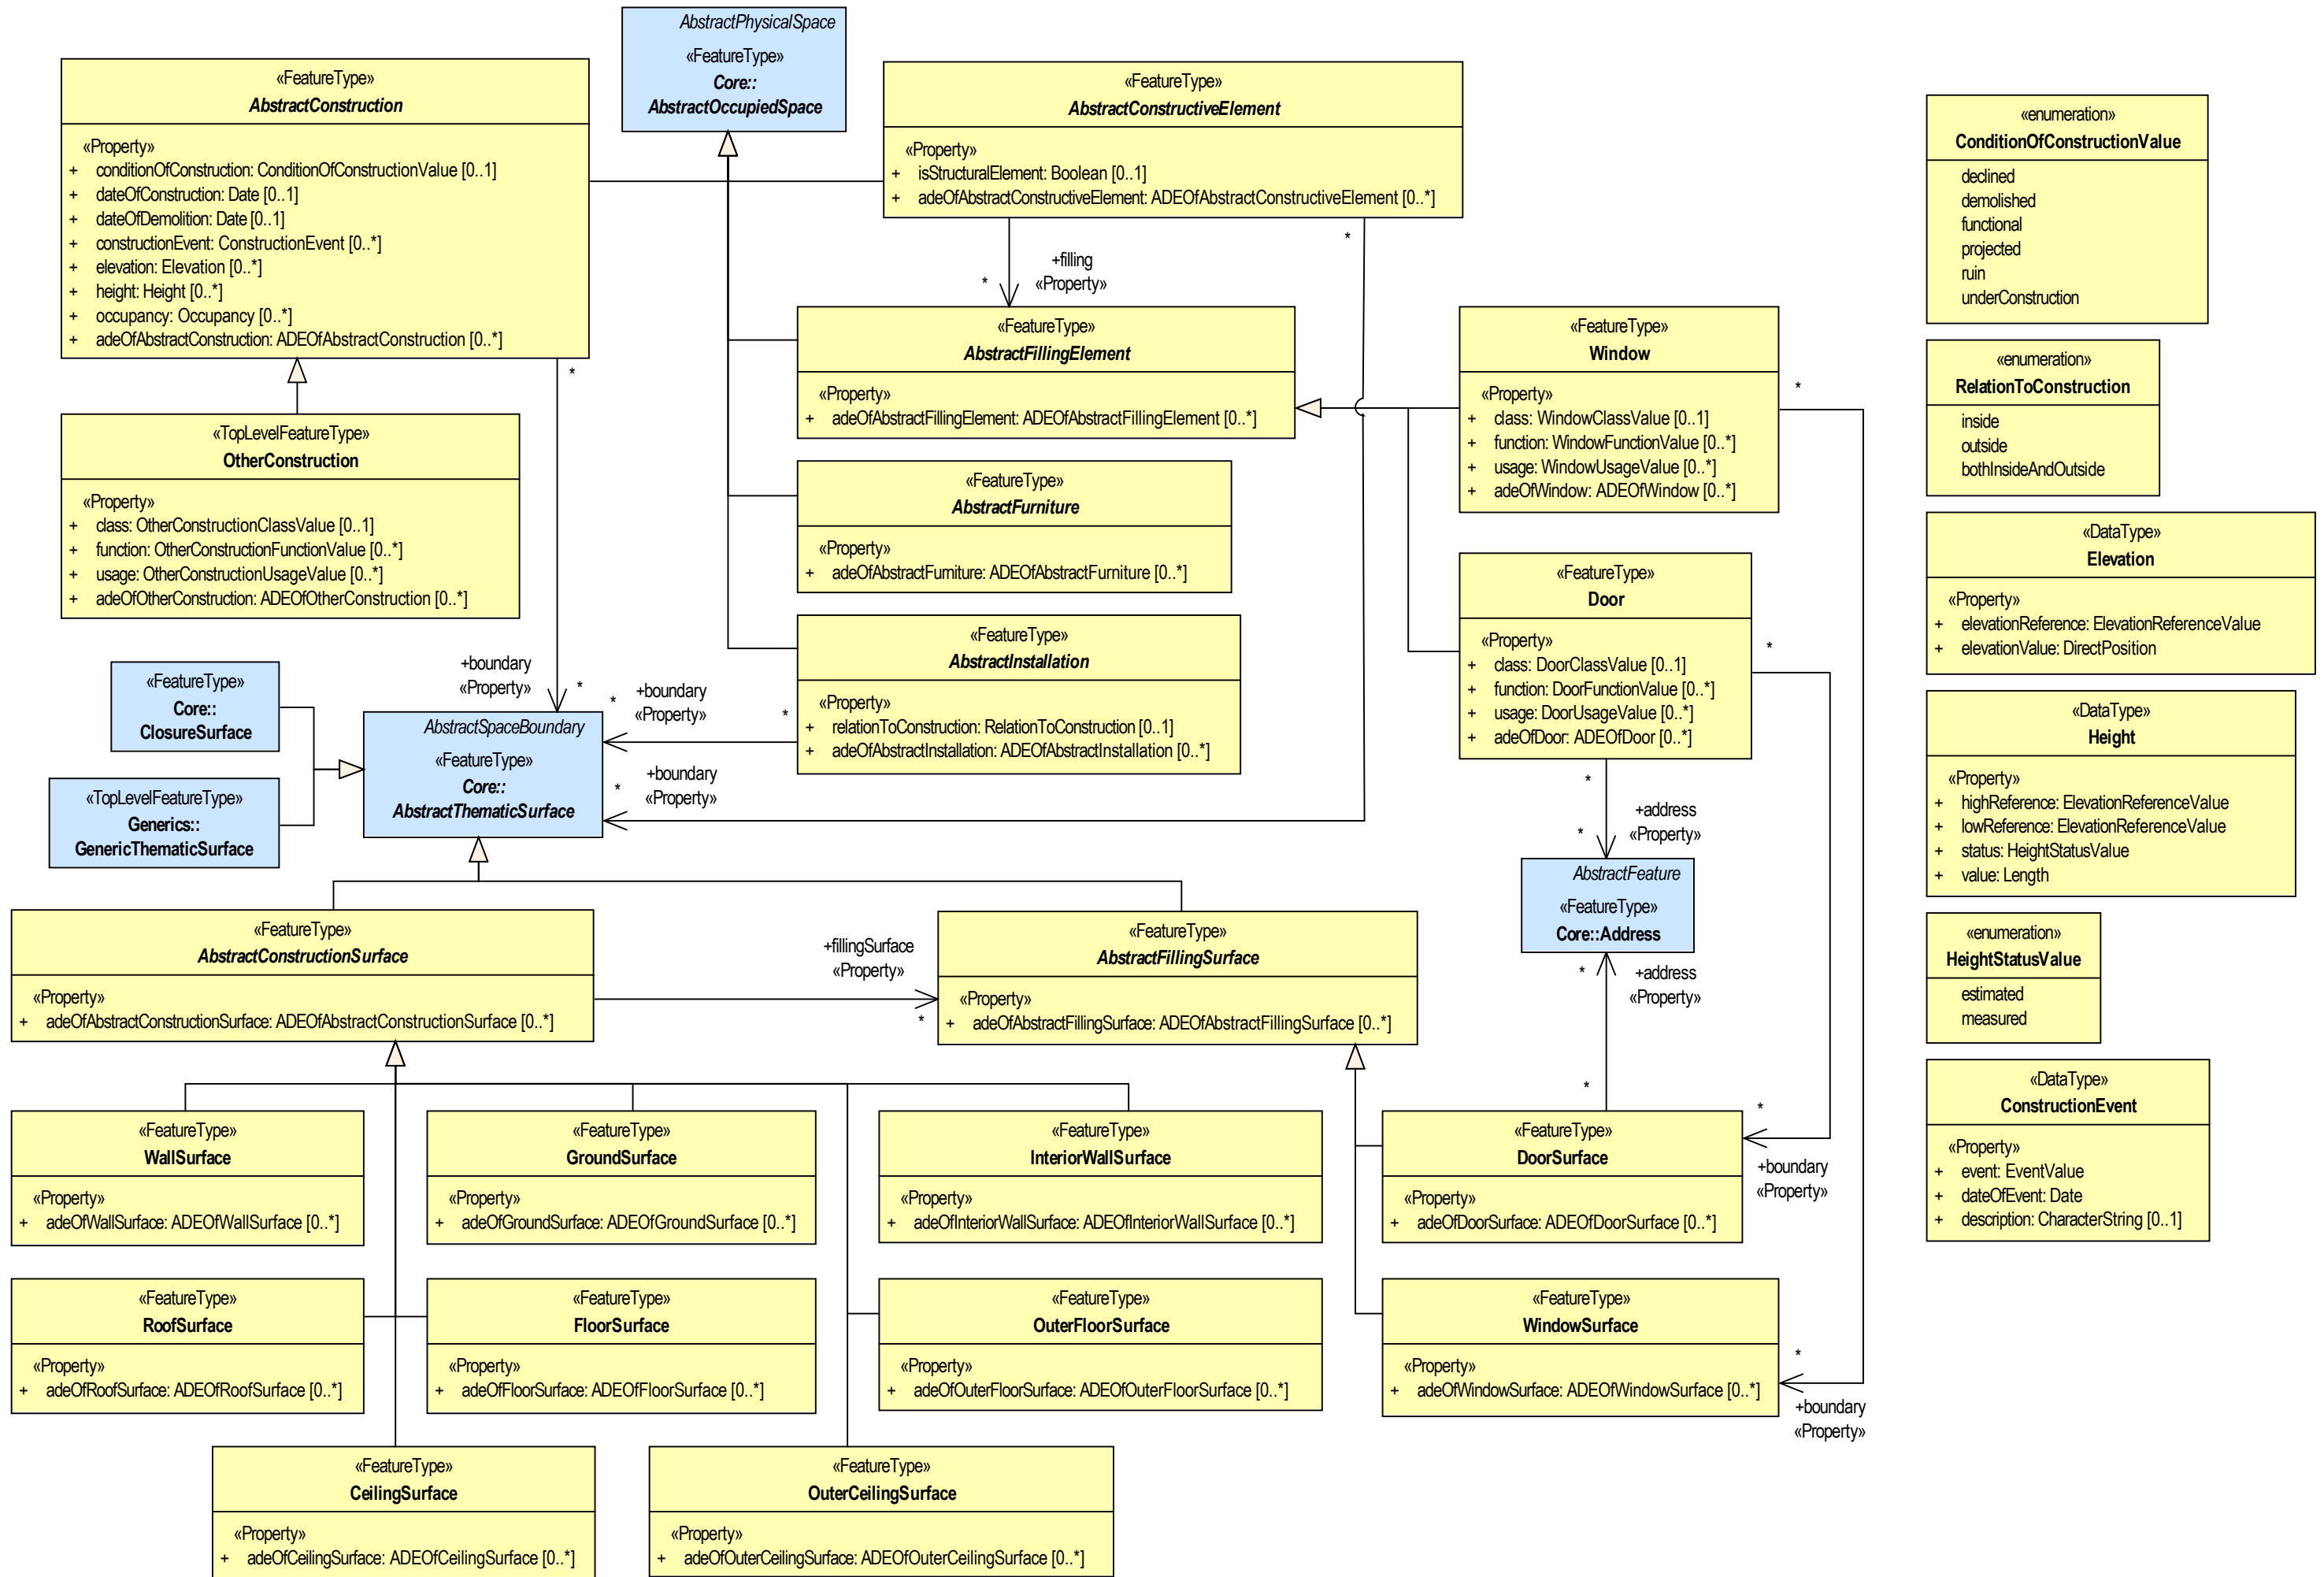 AbstractPhysicalSpace
«FeatureType»
Core::
AbstractOccupiedSpace
«FeatureType»
AbstractConstruction
«Property»
+ conditionOfConstruction: ConditionOfConstructionValue [0..1]
+ dateOfConstruction: Date [0..1]
+ dateOfDemolition: Date [0..1]
+ constructionEvent: ConstructionEvent [0..*]
+ elevation: Elevation [0..*]
+ height: Height [0..*]
+ occupancy: Occupancy [0..*]
+ adeOfAbstractConstruction: ADEOfAbstractConstruction [0..*]
«FeatureType»
AbstractConstructiveElement
«Property»
+ isStructuralElement: Boolean [0..1]
+ adeOfAbstractConstructiveElement: ADEOfAbstractConstructiveElement [0..*]
*
+filling
* «Property»
*
«TopLevelFeatureType»
OtherConstruction
«Property»
+ class: OtherConstructionClassValue [0..1]
+ function: OtherConstructionFunctionValue [0..*]
+ usage: OtherConstructionUsageValue [0..*]
+ adeOfOtherConstruction: ADEOfOtherConstruction [0..*]
«FeatureType»
AbstractFillingElement
«Property»
+ adeOfAbstractFillingElement: ADEOfAbstractFillingElement [0..*]
«FeatureType»
AbstractFurniture
«Property»
+ adeOfAbstractFurniture: ADEOfAbstractFurniture [0..*]
«FeatureType»
AbstractInstallation
«Property»
+ relationToConstruction: RelationToConstruction [0..1]
+ adeOfAbstractInstallation: ADEOfAbstractInstallation [0..*]
«FeatureType»
Window
«Property»
+ class: WindowClassValue [0..1]
+ function: WindowFunctionValue [0..*]
+ usage: WindowUsageValue [0..*]
+ adeOfWindow: ADEOfWindow [0..*]
*
«FeatureType»
Door
«Property»
+ class: DoorClassValue [0..1]
+ function: DoorFunctionValue [0..*]
+ usage: DoorUsageValue [0..*]
+ adeOfDoor: ADEOfDoor [0..*]
*
*
+address
* «Property»
AbstractFeature
«FeatureType»
Core::Address
* +address
«Property»
*
+boundary
«Property» *
* +boundary
«Property» *
+boundary
* «Property»
«FeatureType»
Core::
ClosureSurface
«TopLevelFeatureType»
Generics::
GenericThematicSurface
AbstractSpaceBoundary
«FeatureType»
Core::
AbstractThematicSurface
«FeatureType»
AbstractConstructionSurface
«Property»
+ adeOfAbstractConstructionSurface: ADEOfAbstractConstructionSurface [0..*]
+fillingSurface
«Property»
*
«FeatureType»
AbstractFillingSurface
«Property»
+ adeOfAbstractFillingSurface: ADEOfAbstractFillingSurface [0..*]
«FeatureType»
WallSurface
«Property»
+ adeOfWallSurface: ADEOfWallSurface [0..*]
«FeatureType»
GroundSurface
«Property»
+ adeOfGroundSurface: ADEOfGroundSurface [0..*]
«FeatureType»
InteriorWallSurface
«Property»
+ adeOfInteriorWallSurface: ADEOfInteriorWallSurface [0..*]
«FeatureType»
DoorSurface
«Property»
+ adeOfDoorSurface: ADEOfDoorSurface [0..*]
*
+boundary
«Property»
«FeatureType»
RoofSurface
«Property»
+ adeOfRoofSurface: ADEOfRoofSurface [0..*]
«FeatureType»
FloorSurface
«Property»
+ adeOfFloorSurface: ADEOfFloorSurface [0..*]
«FeatureType»
OuterFloorSurface
«Property»
+ adeOfOuterFloorSurface: ADEOfOuterFloorSurface [0..*]
«FeatureType»
WindowSurface
«Property»
+ adeOfWindowSurface: ADEOfWindowSurface [0..*]
*
+boundary
«Property»
«FeatureType»
CeilingSurface
«Property»
+ adeOfCeilingSurface: ADEOfCeilingSurface [0..*]
«FeatureType»
OuterCeilingSurface
«Property»
+ adeOfOuterCeilingSurface: ADEOfOuterCeilingSurface [0..*]
«enumeration»
ConditionOfConstructionValue
declined
demolished
functional
projected
ruin
underConstruction
«enumeration»
RelationToConstruction
inside
outside
bothInsideAndOutside
«DataType»
Elevation
«Property»
+ elevationReference: ElevationReferenceValue
+ elevationValue: DirectPosition
«DataType»
Height
«Property»
+ highReference: ElevationReferenceValue
+ lowReference: ElevationReferenceValue
+ status: HeightStatusValue
+ value: Length
«enumeration»
HeightStatusValue
estimated
measured
«DataType»
ConstructionEvent
«Property»
+ event: EventValue
+ dateOfEvent: Date
+ description: CharacterString [0..1]